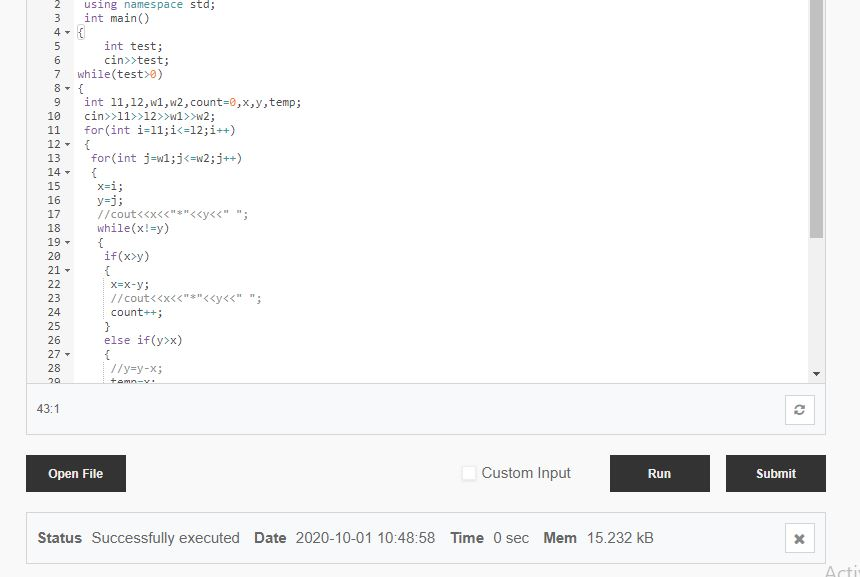 2 using namespace std;
3 int main()
4 {
5 int test;
6 cin>>test;
7 while(test>0)
8 {
9 int l1,l2,w1,w2,count=0,x,y,temp;
10 cin>>l1>>l2>>w1>>w2;
11 for(int i=l1;i<=l2;i++)
12 {
13 for(int j=w1;j<=w2;j++)
14 {
15 x=i;
16 y=j;
17 //cout<<x<<"*"<<y<<" ";
18 while(x!=y)
19 {
20 if(x>y)
21 {
22 x=x-y;
23 //cout<<x<<"*"<<y<<" ";
24 count++;
25 }
26 else if(y>x)
27 {
28 //y=y-x;
29 temp=x;
43:1
Open File Custom Input Run Submit
Status Successfully executed Date 2020-10-01 10:48:58 Time 0 sec Mem 15.232 kB